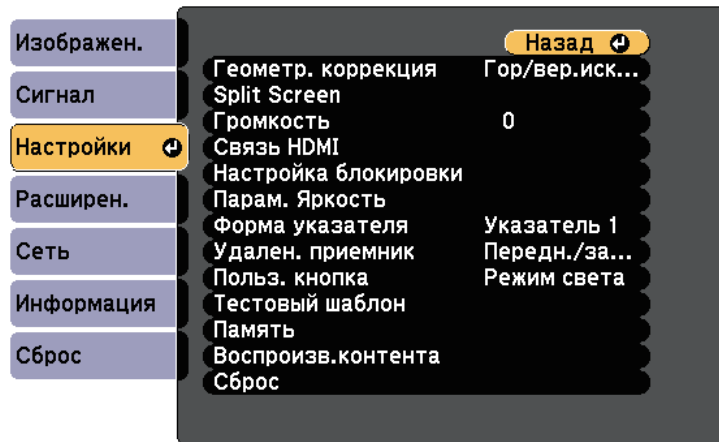 Изображен.
Сигнал
Настройки
Расширен.
Сеть
Информация
Сброс
Назад
Геометр. коррекция Гор/вер.иск...
Split Screen
Громкость 0
Связь HDMI
Настройка блокировки
Парам. Яркость
Форма указателя Указатель 1
Удален. приемник Передн./за...
Польз. кнопка Режим света
Тестовый шаблон
Память
Воспроизв.контента
Сброс